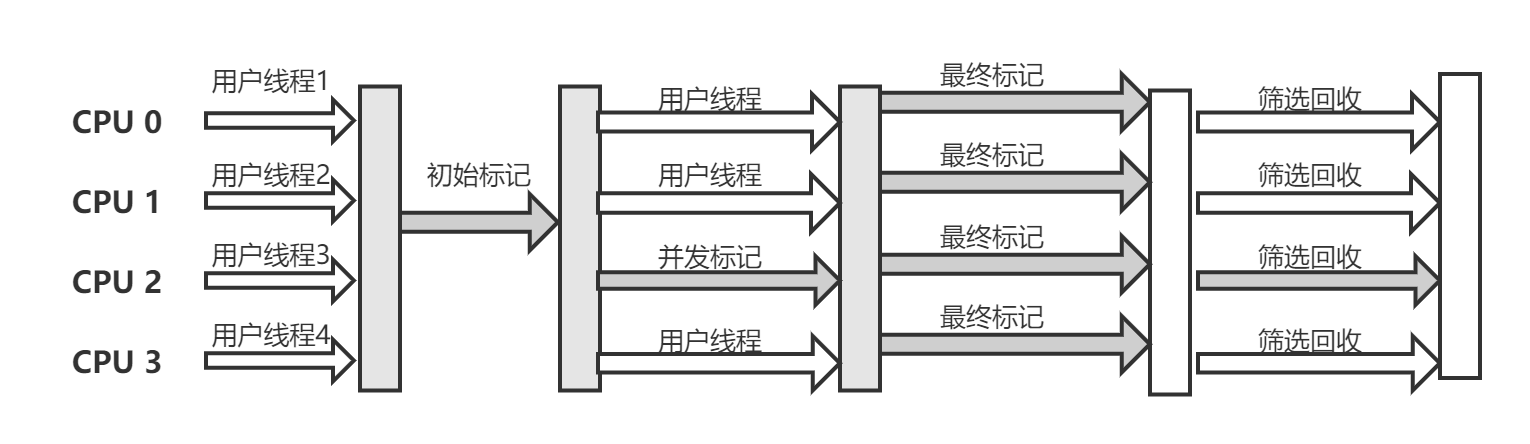 用户线程1
CPU 0
用户线程2
CPU 1
用户线程3
CPU 2
用户线程4
CPU 3
初始标记
用户线程
用户线程
并发标记
用户线程
最终标记
最终标记
最终标记
最终标记
筛选回收
筛选回收
筛选回收
筛选回收